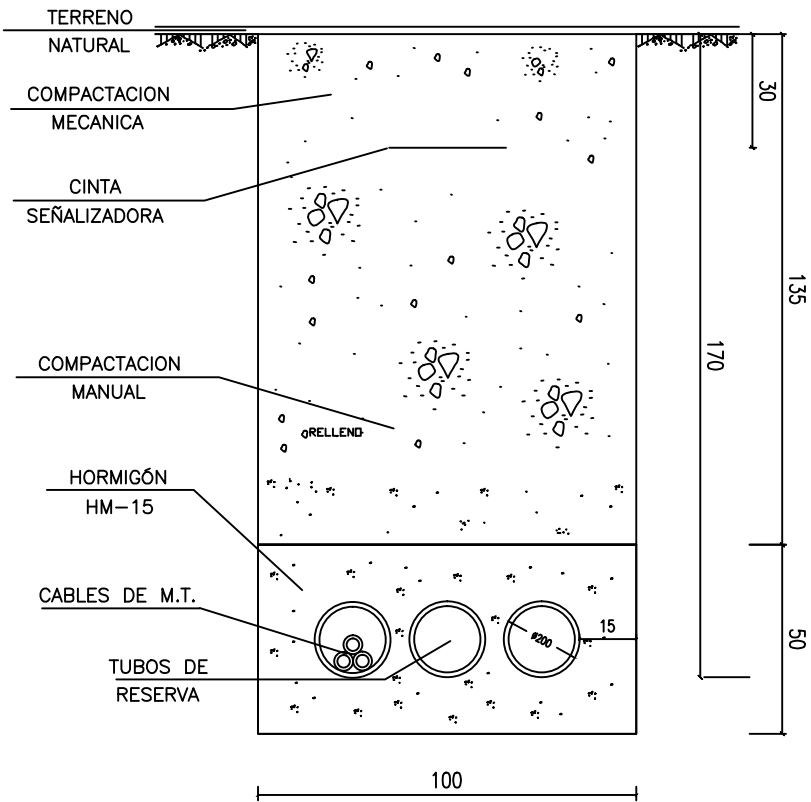 TERRENO
NATURAL
COMPACTACION
MECANICA
30
CINTA
SEÑALIZADORA
135
170
COMPACTACION
MANUAL
RELLENO
HORMIGÓN
HM-15
CABLES DE M.T.
ø200
15
50
TUBOS DE
RESERVA
100